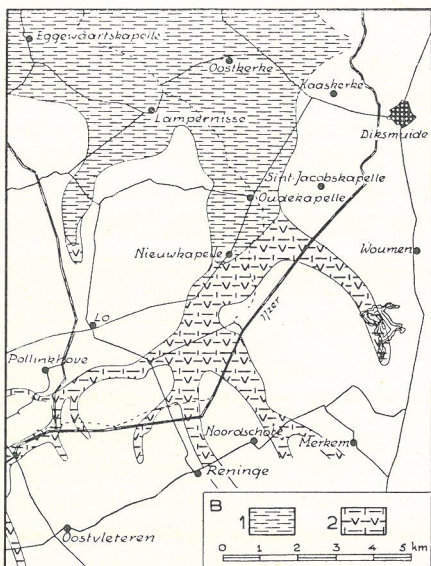 Eggewaartskapelle
Oostkerke
Kaaskerke
Lampernisse
Diksmuide
Sint-Jacobskapelle
Oudekapelle
Nieuwkapelle
Woumen
IJzer
Lo
Pollinkhove
Noordschote
Merkem
Reninge
B
1
2
Oostvleteren
0 1 2 3 4 5 km